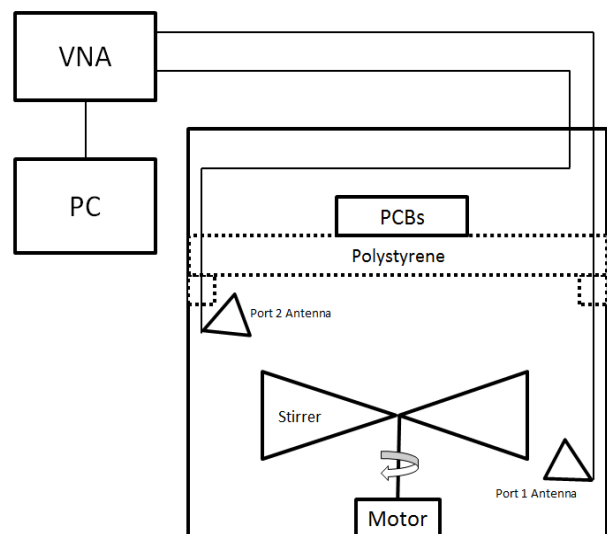 VNA
PC
PCBs
Polystyrene
Port 2 Antenna
Stirrer
Port 1 Antenna
Motor